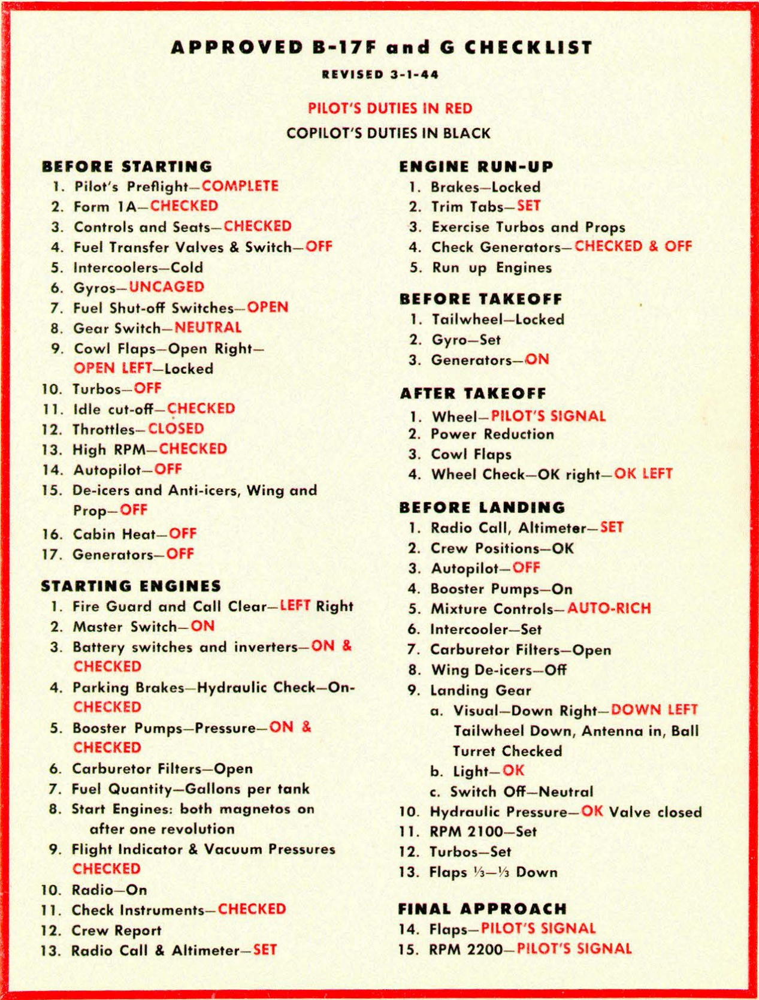 APPROVED B-17F and G CHECKLIST
REVISED 3-1-44
PILOT'S DUTIES IN RED
COPILOT'S DUTIES IN BLACK
BEFORE STARTING
1. Pilot's Preflight—COMPLETE
2. Form 1A—CHECKED
3. Controls and Seats—CHECKED
4. Fuel Transfer Valves & Switch—OFF
5. Intercoolers—Cold
6. Gyros—UNCAGED
7. Fuel Shut-off Switches—OPEN
8. Gear Switch—NEUTRAL
9. Cowl Flaps—Open Right—
OPEN LEFT—Locked
10. Turbos—OFF
11. Idle cut-off—CHECKED
12. Throttles—CLOSED
13. High RPM—CHECKED
14. Autopilot—OFF
15. De-icers and Anti-icers, Wing and
Prop—OFF
16. Cabin Heat—OFF
17. Generators—OFF
STARTING ENGINES
1. Fire Guard and Call Clear—LEFT Right
2. Master Switch—ON
3. Battery switches and inverters—ON &
CHECKED
4. Parking Brakes—Hydraulic Check—On-
CHECKED
5. Booster Pumps—Pressure—ON &
CHECKED
6. Carburetor Filters—Open
7. Fuel Quantity—Gallons per tank
8. Start Engines: both magnetos on
after one revolution
9. Flight Indicator & Vacuum Pressures
CHECKED
10. Radio—On
11. Check Instruments—CHECKED
12. Crew Report
13. Radio Call & Altimeter—SET
ENGINE RUN-UP
1. Brakes—Locked
2. Trim Tabs—SET
3. Exercise Turbos and Props
4. Check Generators—CHECKED & OFF
5. Run up Engines
BEFORE TAKEOFF
1. Tailwheel—Locked
2. Gyro—Set
3. Generators—ON
AFTER TAKEOFF
1. Wheel—PILOT'S SIGNAL
2. Power Reduction
3. Cowl Flaps
4. Wheel Check—OK right—OK LEFT
BEFORE LANDING
1. Radio Call, Altimeter—SET
2. Crew Positions—OK
3. Autopilot—OFF
4. Booster Pumps—On
5. Mixture Controls—AUTO-RICH
6. Intercooler—Set
7. Carburetor Filters—Open
8. Wing De-icers—Off
9. Landing Gear
a. Visual—Down Right—DOWN LEFT
Tailwheel Down, Antenna in, Ball
Turret Checked
b. Light—OK
c. Switch Off—Neutral
10. Hydraulic Pressure—OK Valve closed
11. RPM 2100—Set
12. Turbos—Set
13. Flaps ⅓—⅓ Down
FINAL APPROACH
14. Flaps—PILOT'S SIGNAL
15. RPM 2200—PILOT'S SIGNAL